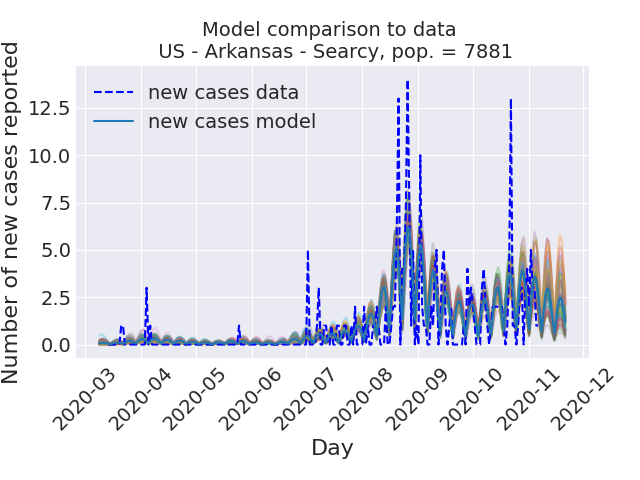 Model comparison to data
US - Arkansas - Searcy, pop. = 7881
new cases data
new cases model
Number of new cases reported
12.5
10.0
7.5
5.0
2.5
0.0
2020-03
2020-04
2020-05
2020-06
2020-07
2020-08
2020-09
2020-10
2020-11
2020-12
Day